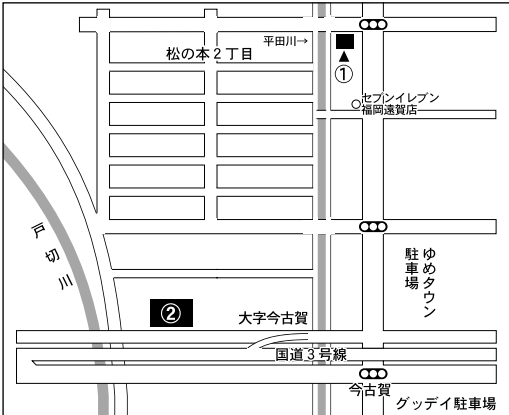 平田川→
松の本2丁目
①
セブンイレブン
福岡遠賀店
戸切川
ゆめタウン
駐車場
②
大字今古賀
国道3号線
今古賀
グッデイ駐車場